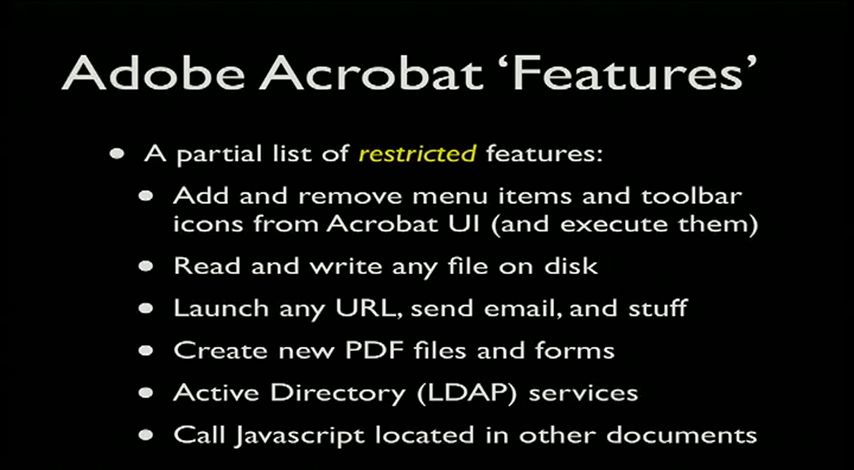 Adobe Acrobat ‘Features’
• A partial list of restricted features:
• Add and remove menu items and toolbar
icons from Acrobat UI (and execute them)
• Read and write any file on disk
• Launch any URL, send email, and stuff
• Create new PDF files and forms
• Active Directory (LDAP) services
• Call Javascript located in other documents